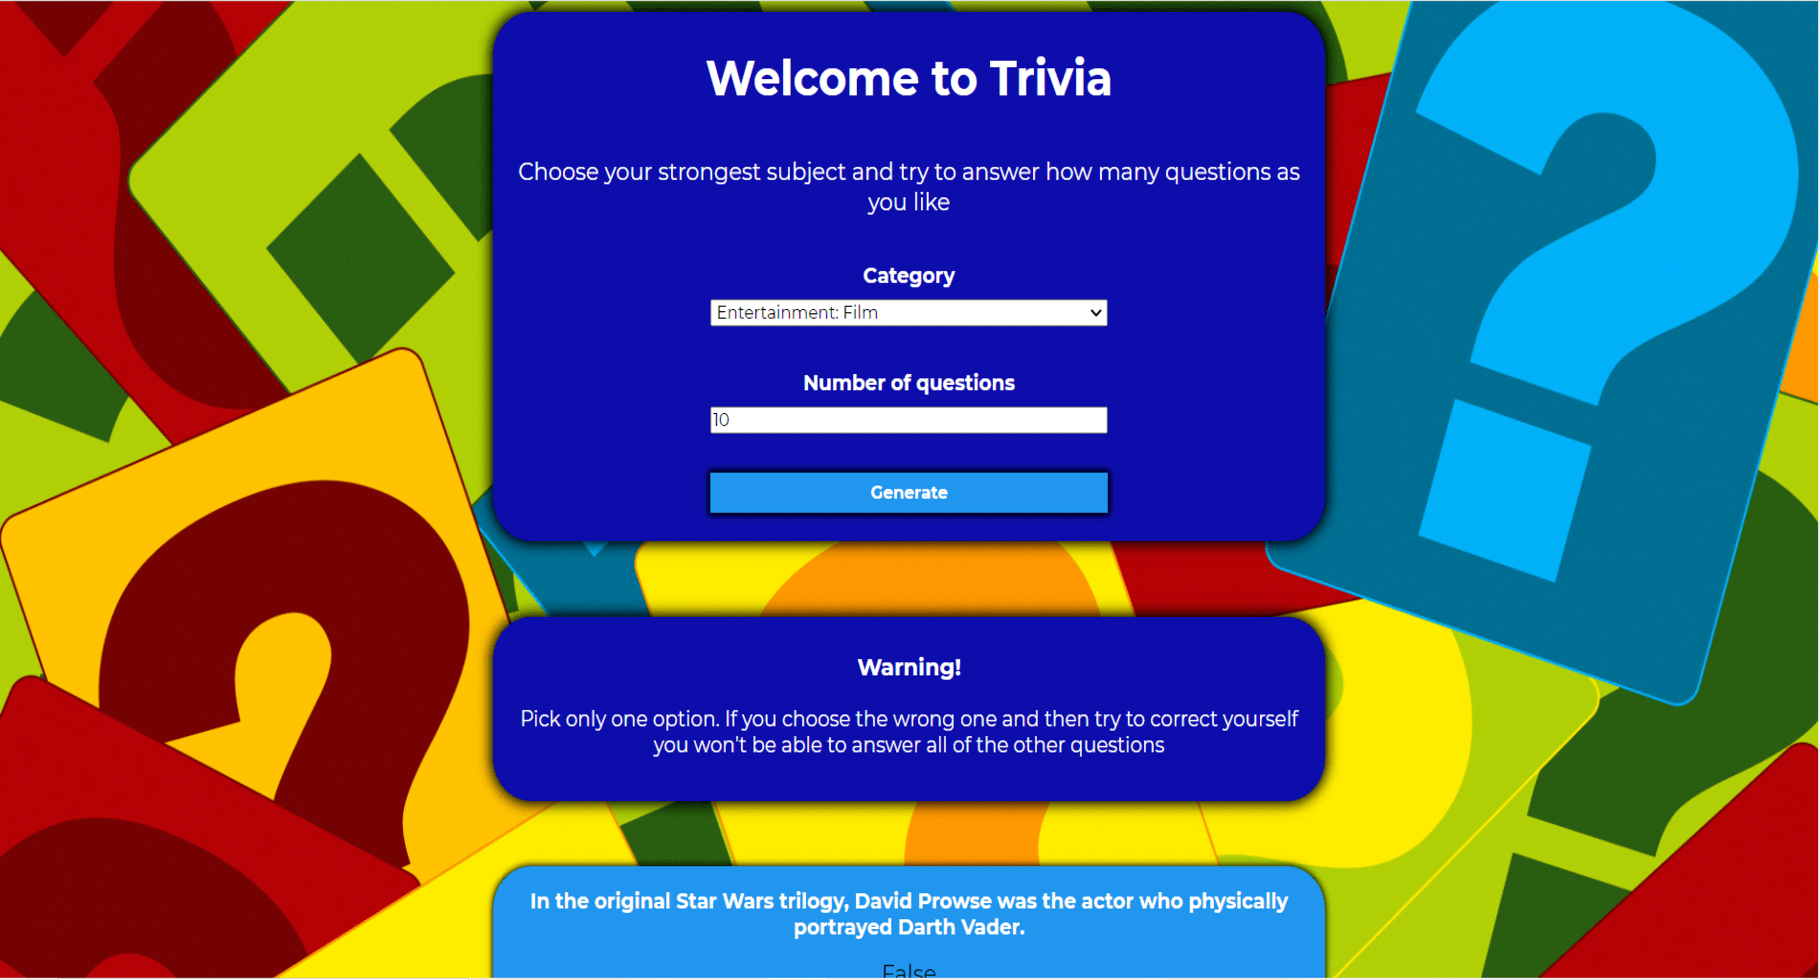 Welcome to Trivia
Choose your strongest subject and try to answer how many questions as
you like
Category
Entertainment: Film
Number of questions
10
Generate
Warning!
Pick only one option. If you choose the wrong one and then try to correct yourself
you won't be able to answer all of the other questions
In the original Star Wars trilogy, David Prowse was the actor who physically
portrayed Darth Vader.
False